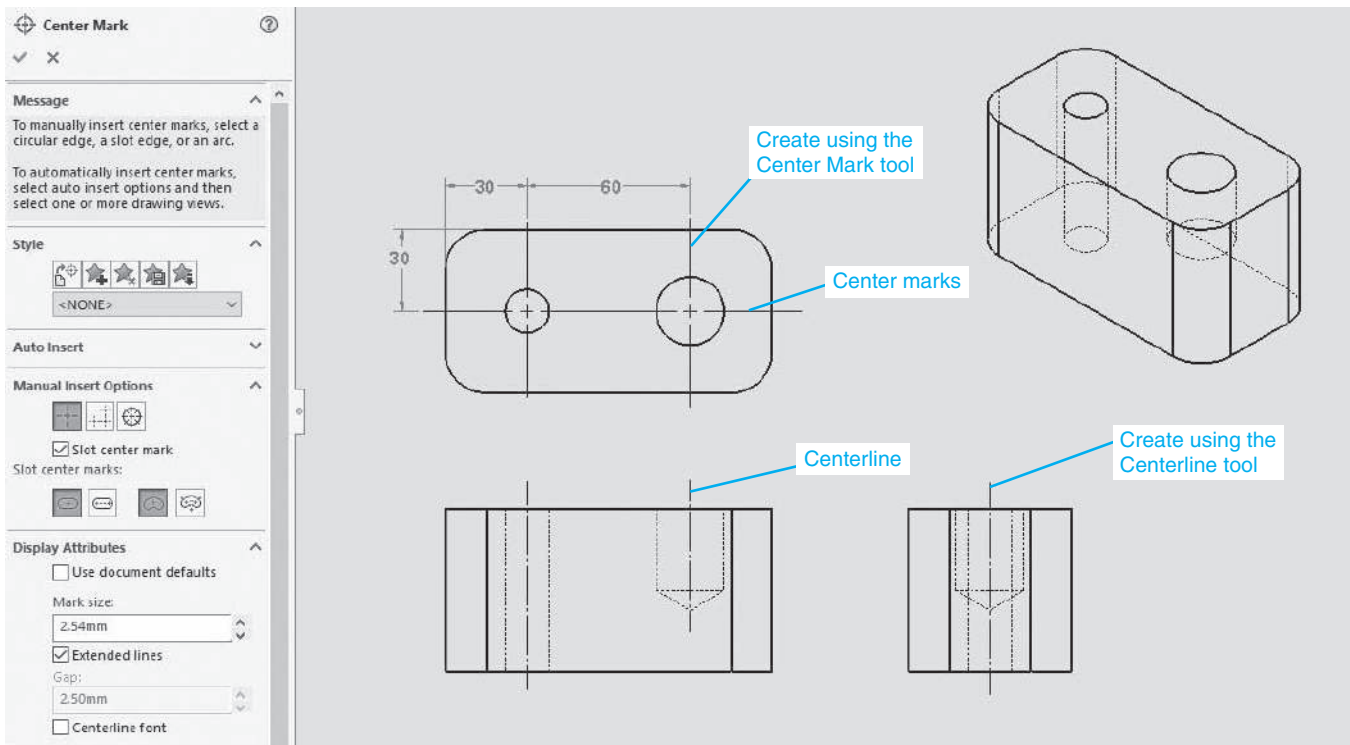 Center Mark
Message
To manually insert center marks, select a
circular edge, a slot edge, or an arc.
To automatically insert center marks,
select auto insert options and then
select one or more drawing views.
Style
<NONE>
Auto Insert
Manual Insert Options
Slot center mark
Slot center marks:
Display Attributes
Use document defaults
Mark size:
2.54mm
Extended lines
Gap:
2.50mm
Centerline font
30
60
30
Create using the
Center Mark tool
Center marks
Centerline
Create using the
Centerline tool